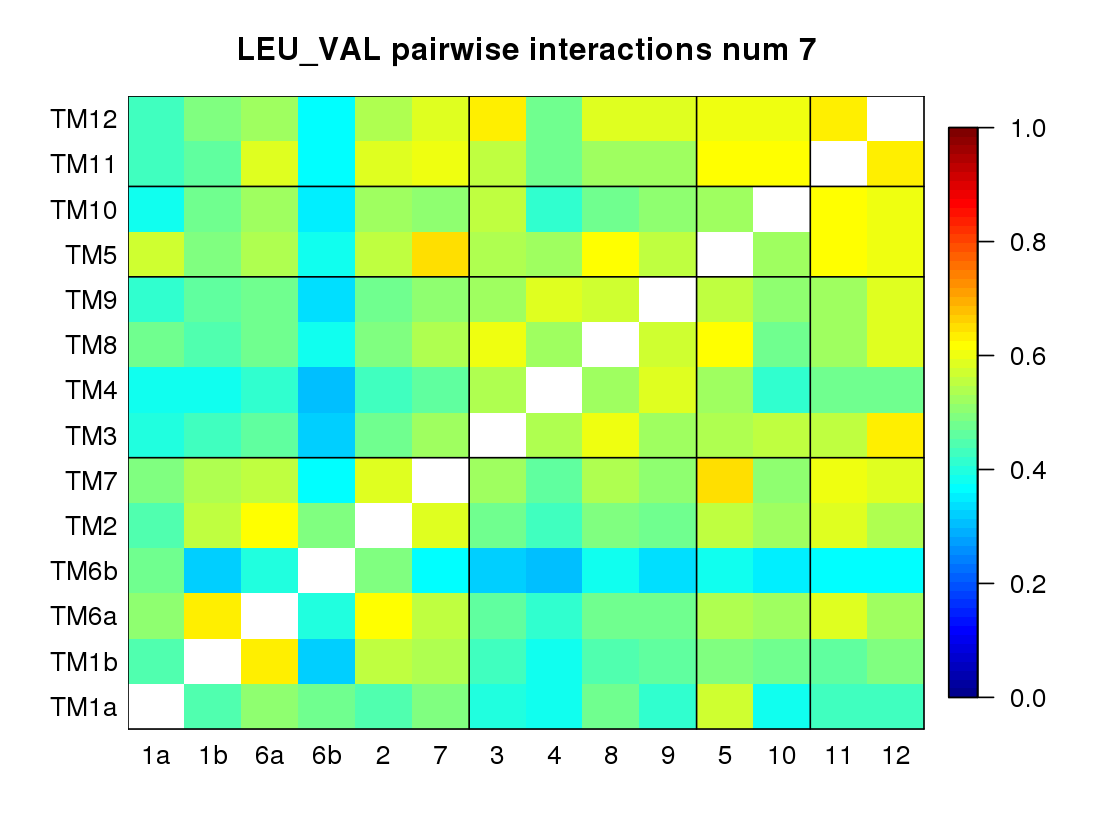 LEU_VAL pairwise interactions num 7
TM12
TM11
TM10
TM5
TM9
TM8
TM4
TM3
TM7
TM2
TM6b
TM6a
TM1b
TM1a
1a 1b 6a 6b 2 7 3 4 8 9 5 10 11 12
1.0
0.8
0.6
0.4
0.2
0.0